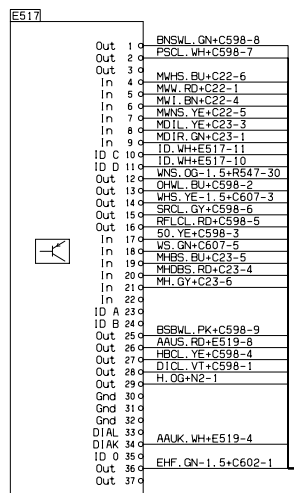 E517
Out 1 BNSWL.GN+C598-8
Out 2 PSCL.WH+C598-7
Out 3
In 4 MWHS.BU+C22-6
In 5 MWW.RD+C22-1
In 6 MWI.BN+C22-4
In 7 MWNS.YE+C22-5
In 8 MDIL.YE+C23-3
In 9 MDIR.GN+C23-1
ID C 10 ID.WH+E517-11
ID D 11 ID.WH+E517-10
Out 12 WNS.OG-1.5+R547-30
Out 13 OHWL.BU+C598-2
Out 14 WHS.YE-1.5+C607-3
Out 15 SRCL.GY+C598-6
Out 16 RFLCL.RD+C598-5
In 17 50.YE+C598-3
In 18 WS.GN+C607-5
In 19 MHBS.BU+C23-5
In 20 MHDBS.RD+C23-4
In 21 MH.GY+C23-6
In 22
ID A 23
ID B 24
Out 25 BSBWL.PK+C598-9
Out 26 AAUS.RD+E519-8
Out 27 HBCL.YE+C598-4
Out 28 DICL.VT+C598-1
Out 29 H.OG+N2-1
Gnd 30
Gnd 31
Gnd 32
DIAL 33
DIAK 34 AAUK.WH+E519-4
ID 0 35
Out 36 EHF.GN-1.5+C602-1
Out 37